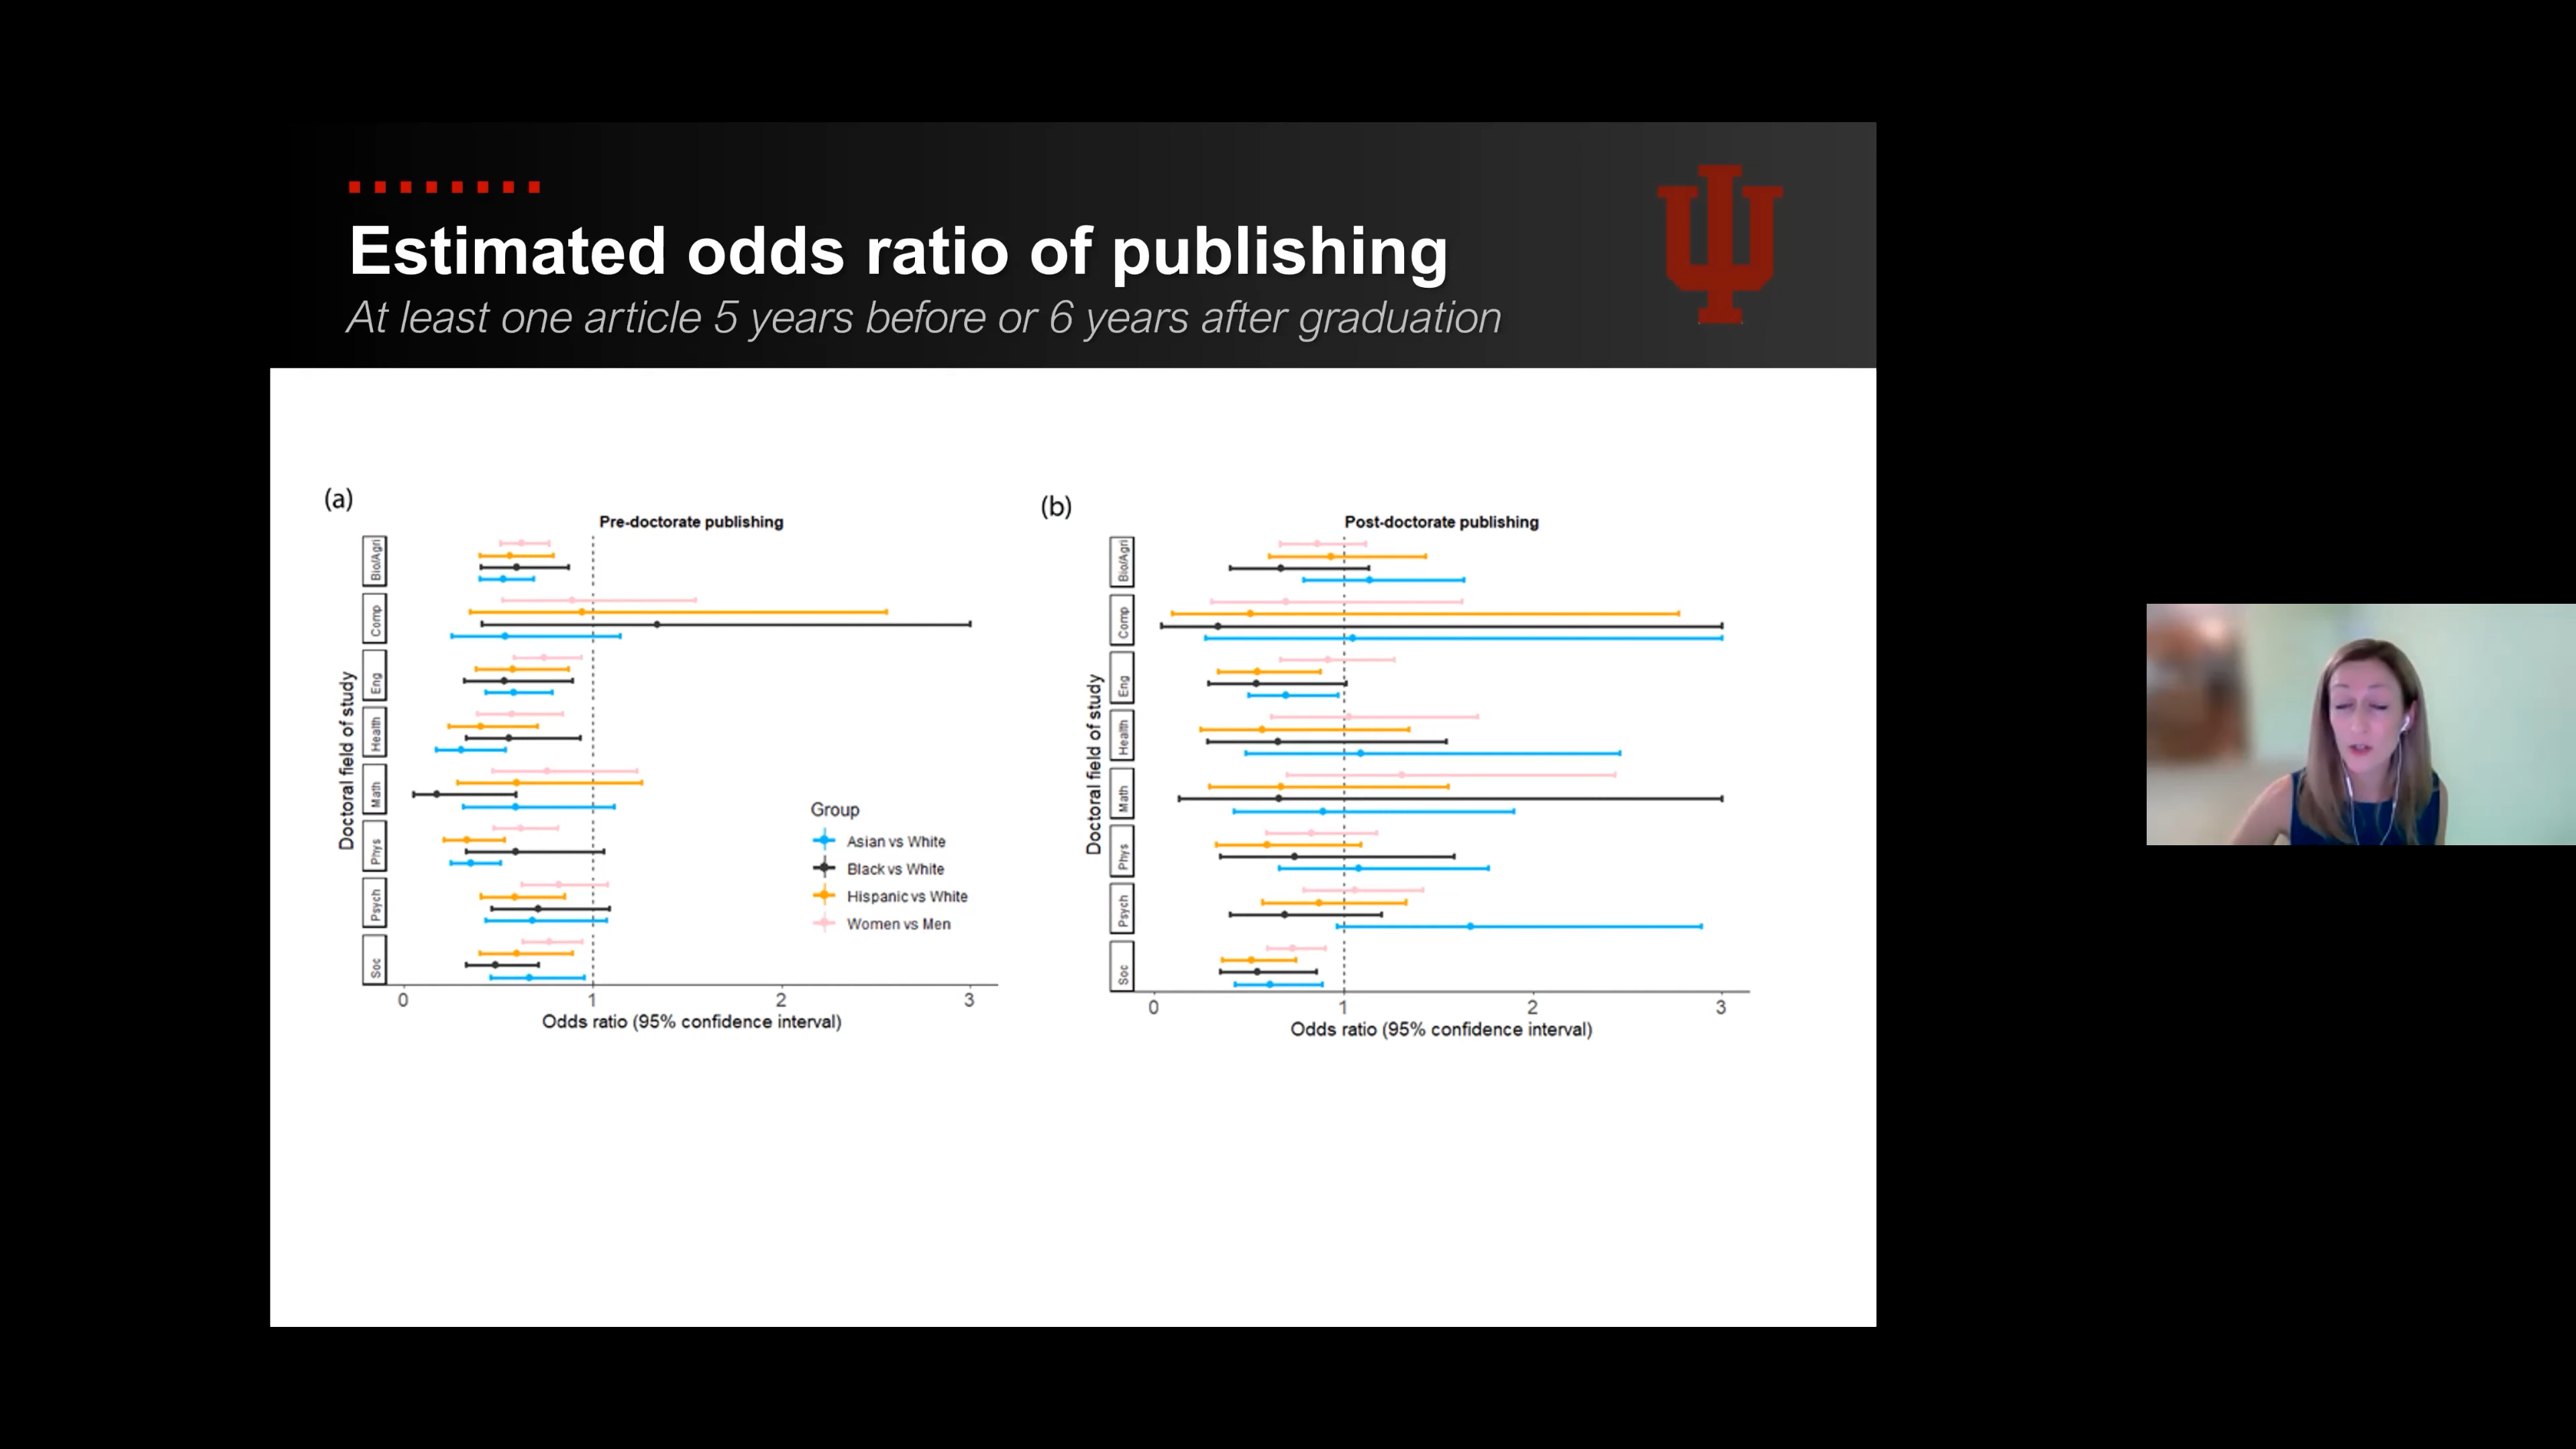 Estimated odds ratio of publishing
At least one article 5 years before or 6 years after graduation
(a)
Pre-doctorate publishing
Doctoral field of study
Bio/Agri
Comp
Eng
Health
Math
Phys
Psych
Soc
Group
Asian vs White
Black vs White
Hispanic vs White
Women vs Men
0 1 2 3
Odds ratio (95% confidence interval)
(b)
Post-doctorate publishing
Doctoral field of study
Bio/Agri
Comp
Eng
Health
Math
Phys
Psych
Soc
0 1 2 3
Odds ratio (95% confidence interval)